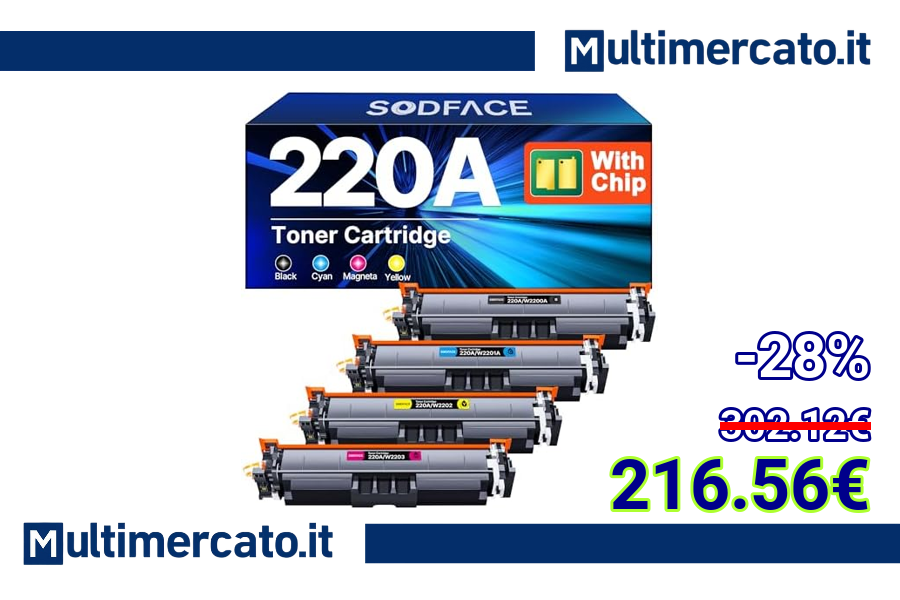 Multimercato.it
SODFACE
220A
With
Chip
Toner Cartridge
Black Cyan Magneta Yellow
220A/W2200A
220A/W2201A
220A/W2202
220A/W2203
-28%
302.12€
216.56€
Multimercato.it